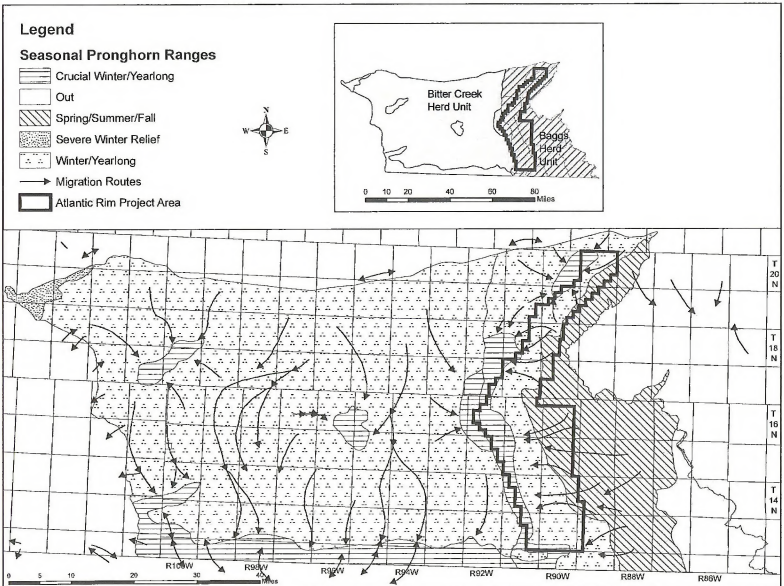 Legend
Seasonal Pronghorn Ranges
Crucial Winter/Yearlong
Out
Spring/Summer/Fall
Severe Winter Relief
Winter/Yearlong
Migration Routes
Atlantic Rim Project Area
N
W E
S
Bitter Creek
Herd Unit
Baggs
Herd
Unit
0 10 20 40 60 80
Miles
T
20
N
T
18
N
T
16
N
T
14
N
R100W R98W R96W R94W R92W R90W R88W R86W
0 5 10 20 30 40
Miles